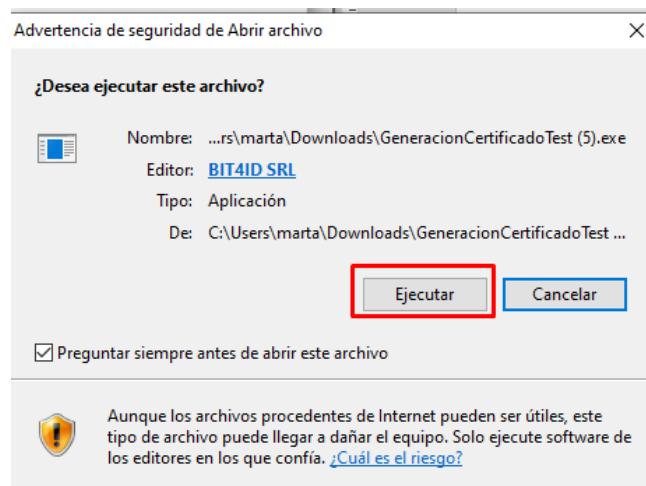 Advertencia de seguridad de Abrir archivo
¿Desea ejecutar este archivo?
Nombre: ...rs\marta\Downloads\GeneracionCertificadoTest (5).exe
Editor: BIT4ID SRL
Tipo: Aplicación
De: C:\Users\marta\Downloads\GeneracionCertificadoTest ...
Ejecutar Cancelar
Preguntar siempre antes de abrir este archivo
Aunque los archivos procedentes de Internet pueden ser útiles, este
tipo de archivo puede llegar a dañar el equipo. Solo ejecute software de
los editores en los que confía. ¿Cuál es el riesgo?